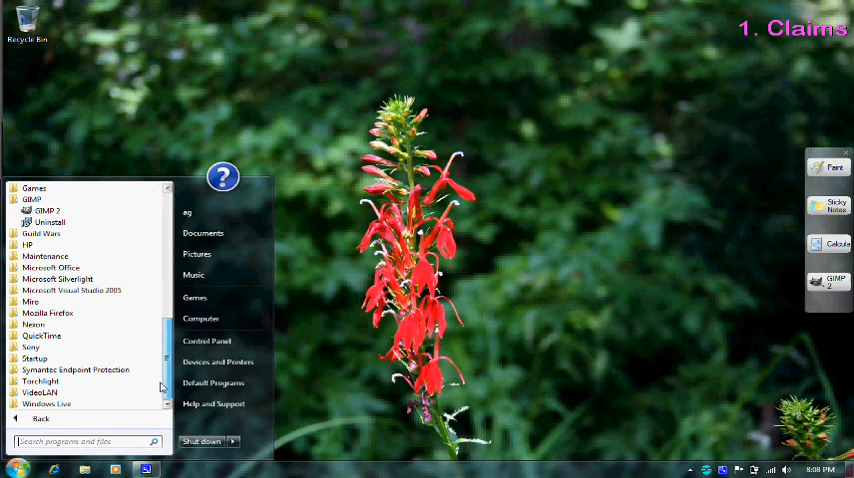 Recycle Bin
1. Claims
Games
GIMP
GIMP 2
Uninstall
Guild Wars
HP
Maintenance
Microsoft Office
Microsoft Silverlight
Microsoft Visual Studio 2005
Miro
Mozilla Firefox
Nexon
QuickTime
Sony
Startup
Symantec Endpoint Protection
Torchlight
VideoLAN
Windows Live
Back
Search programs and files
?
ag
Documents
Pictures
Music
Games
Computer
Control Panel
Devices and Printers
Default Programs
Help and Support
Shut down
Paint
Sticky
Notes
Calcula
GIMP
2
8:08 PM